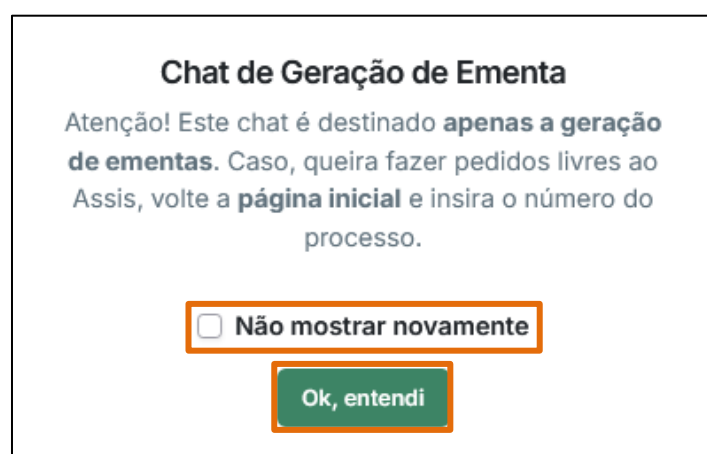 Chat de Geração de Ementa
Atenção! Este chat é destinado apenas a geração
de ementas. Caso, queira fazer pedidos livres ao
Assis, volte a página inicial e insira o número do
processo.
Não mostrar novamente
Ok, entendi